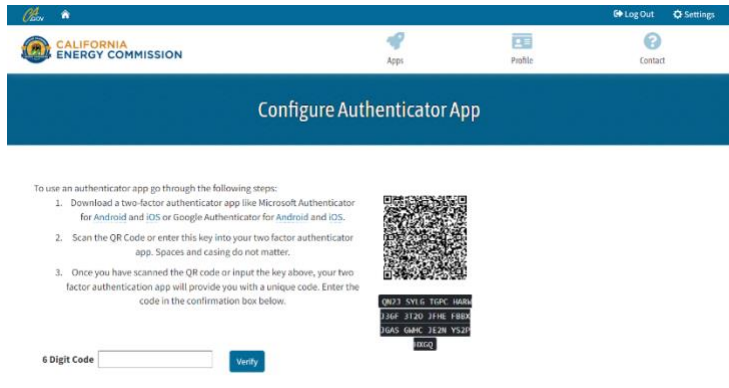 CA.GOV
Log Out
Settings
CALIFORNIA
ENERGY COMMISSION
Apps
Profile
Contact
Configure Authenticator App
To use an authenticator app go through the following steps:
1. Download a two-factor authenticator app like Microsoft Authenticator
for Android and iOS or Google Authenticator for Android and iOS.
2. Scan the QR Code or enter this key into your two factor authenticator
app. Spaces and casing do not matter.
3. Once you have scanned the QR code or input the key above, your two
factor authentication app will provide you with a unique code. Enter the
code in the confirmation box below.
SYLG TGPC
JFHE
YS2P
6 Digit Code
Verify